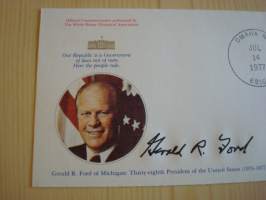 Official Commemorative authorized by
The White House Historical Association
Our Republic is a Government
of laws not of men.
Here the people rule.
OMAHA
JUL
14
1977
Gerald R. Ford
Gerald R. Ford of Michigan: Thirty-eighth President of the United States